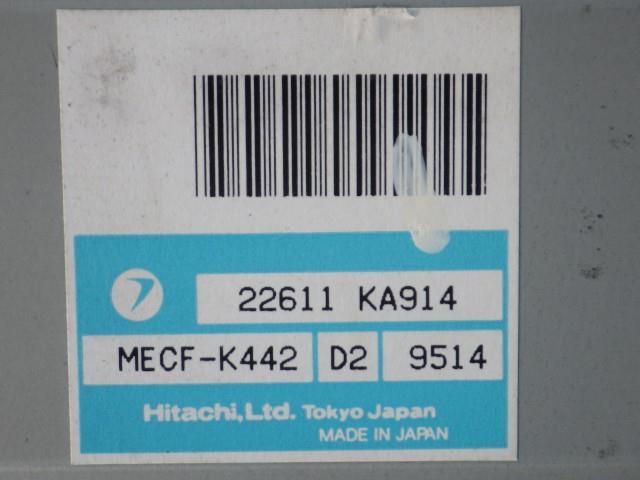 22611 KA914
MECF-K442 D2 9514
Hitachi,Ltd. Tokyo Japan
MADE IN JAPAN